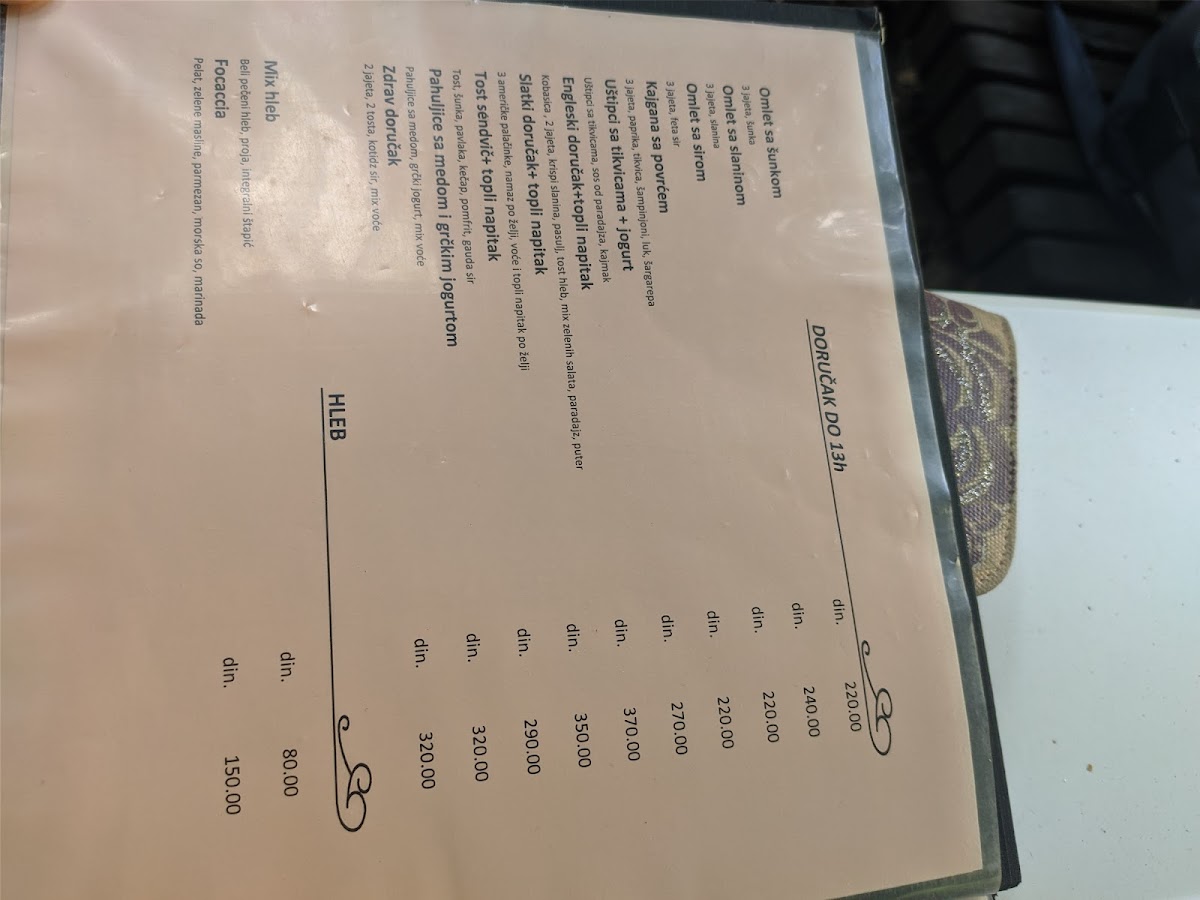 DORUČAK DO 13h
Omlet sa šunkom din. 220.00
3 jajeta, šunka
Omlet sa slaninom din. 240.00
3 jajeta, slanina
Omlet sa sirom din. 220.00
3 jajeta, feta sir
Kajgana sa povrćem din. 220.00
3 jajeta, paprika, tikvica, šampinjoni, luk, šargarepa
Uštipci sa tikvicama + jogurt din. 270.00
Uštipci sa tikvicama, sos od paradajza, kajmak
Engleski doručak+topli napitak din. 370.00
Kobasica , 2 jajeta, krispi slanina, pasulj, tost hleb, mix zelenih salata, paradajz, puter
Slatki doručak+ topli napitak din. 350.00
3 američke palačinke, namaz po želji, voće i topli napitak po želji
Tost sendvič+ topli napitak din. 290.00
Tost, šunka, pavlaka, kečap, pomfrit, gauda sir
Pahuljice sa medom i grčkim jogurtom din. 320.00
Pahuljice sa medom, grčki jogurt, mix voće
Zdrav doručak din. 320.00
2 jajeta, 2 tosta, kotidz sir, mix voće
HLEB
Mix hleb din. 80.00
Beli pečeni hleb, proja, integralni štapić
Focaccia din. 150.00
Pelat, zelene masline, parmezan, morska so, marinada